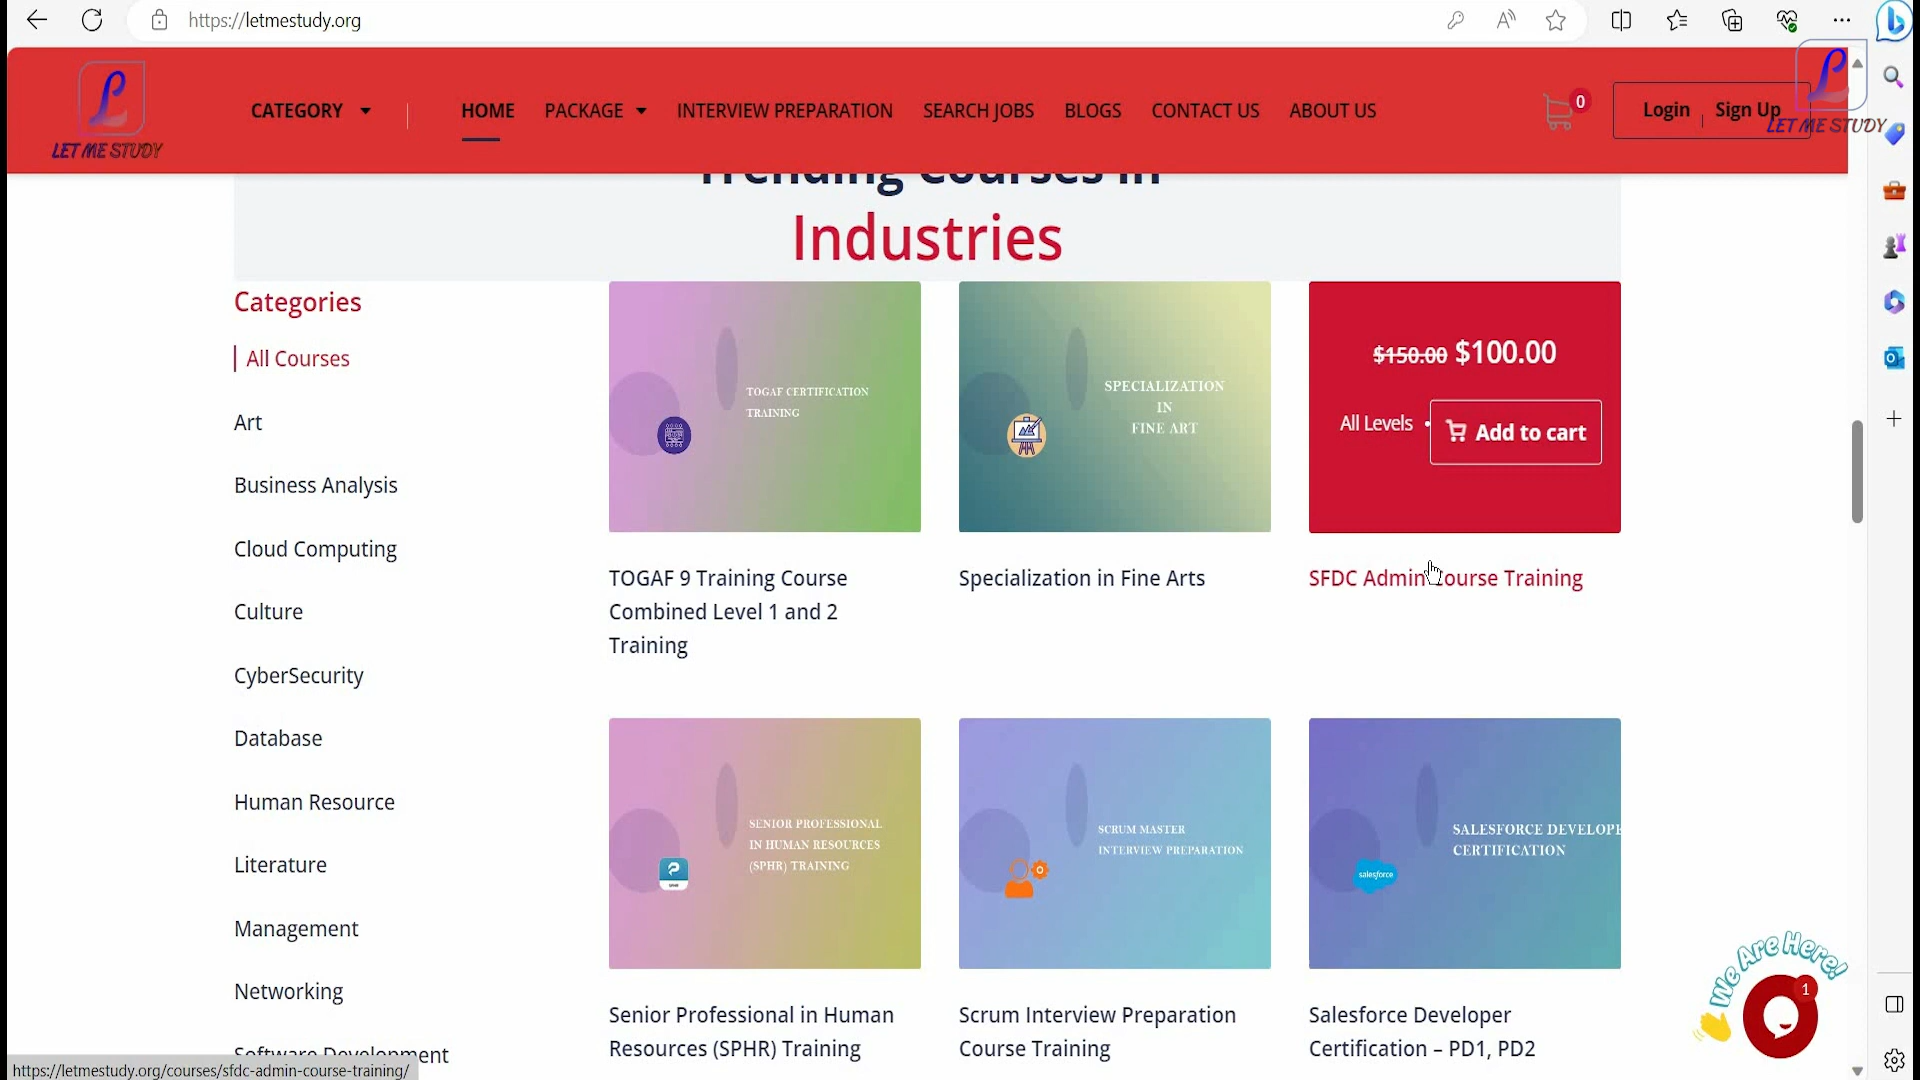 https://letmestudy.org
L
LET ME STUDY
CATEGORY
HOME
PACKAGE
INTERVIEW PREPARATION
SEARCH JOBS
BLOGS
CONTACT US
ABOUT US
0
Login
Sign Up
L
LET ME STUDY
Trending Courses in
Industries
Categories
All Courses
Art
Business Analysis
Cloud Computing
Culture
CyberSecurity
Database
Human Resource
Literature
Management
Networking
Software Development
TOGAF CERTIFICATION
TRAINING
TOGAF 9 Training Course
Combined Level 1 and 2
Training
SPECIALIZATION
IN
FINE ART
Specialization in Fine Arts
$150.00 $100.00
All Levels •
Add to cart
SFDC Admin Course Training
SENIOR PROFESSIONAL
IN HUMAN RESOURCES
(SPHR) TRAINING
Senior Professional in Human
Resources (SPHR) Training
SCRUM MASTER
INTERVIEW PREPARATION
Scrum Interview Preparation
Course Training
SALESFORCE DEVELOPE
CERTIFICATION
salesforce
Salesforce Developer
Certification – PD1, PD2
We Are Here!
1
https://letmestudy.org/courses/sfdc-admin-course-training/